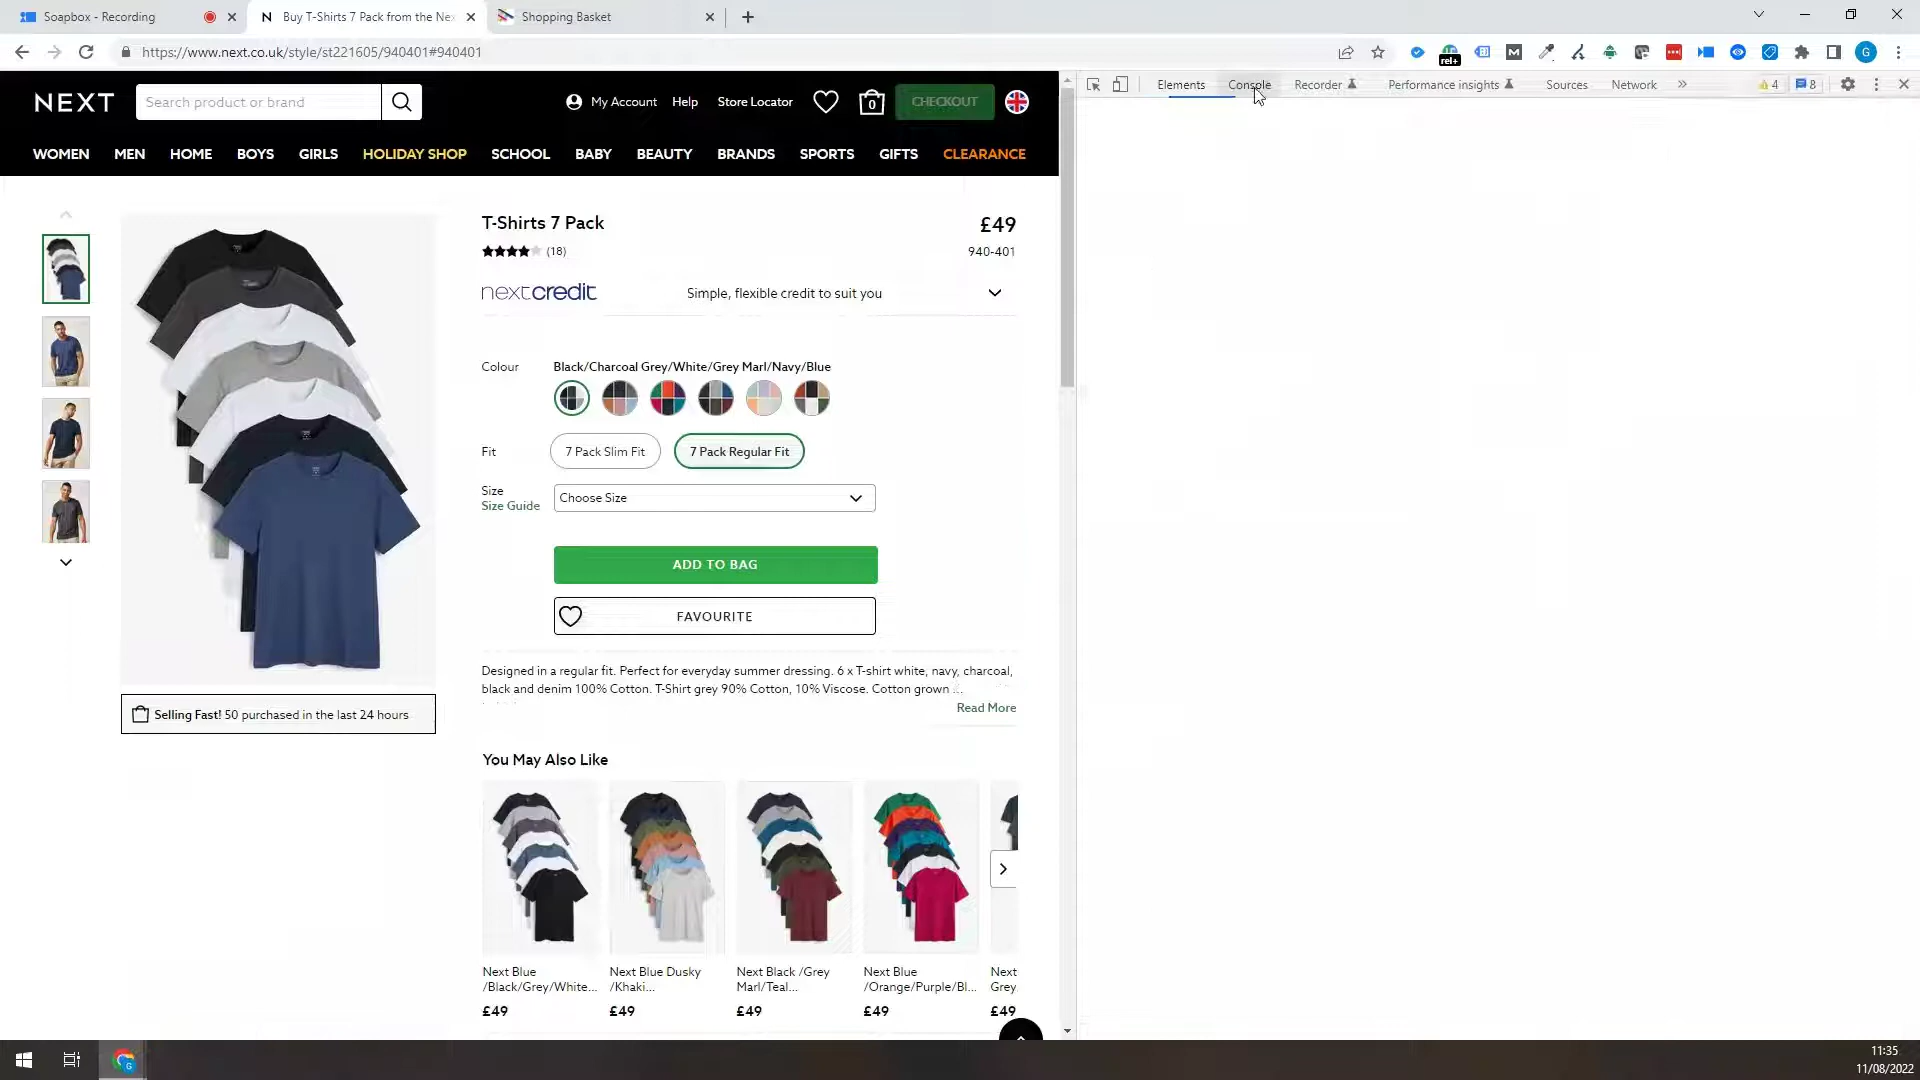 Soapbox - Recording
N Buy T-Shirts 7 Pack from the Nex
Shopping Basket
https://www.next.co.uk/style/st221605/940401#940401
rel+
M
G
NEXT
Search product or brand
My Account
Help
Store Locator
0
CHECKOUT
WOMEN MEN HOME BOYS GIRLS HOLIDAY SHOP SCHOOL BABY BEAUTY BRANDS SPORTS GIFTS CLEARANCE
Elements Console Recorder Performance insights Sources Network 4 8
T-Shirts 7 Pack
£49
(18)
940-401
nextcredit
Simple, flexible credit to suit you
Colour
Black/Charcoal Grey/White/Grey Marl/Navy/Blue
Fit
7 Pack Slim Fit
7 Pack Regular Fit
Size
Size Guide
Choose Size
ADD TO BAG
FAVOURITE
Designed in a regular fit. Perfect for everyday summer dressing. 6 x T-shirt white, navy, charcoal,
black and denim 100% Cotton. T-Shirt grey 90% Cotton, 10% Viscose. Cotton grown ...
Read More
Selling Fast! 50 purchased in the last 24 hours
You May Also Like
Next Blue
/Black/Grey/White...
£49
Next Blue Dusky
/Khaki...
£49
Next Black /Grey
Marl/Teal...
£49
Next Blue
/Orange/Purple/Bl...
£49
Next
Grey
£49
11:35
11/08/2022